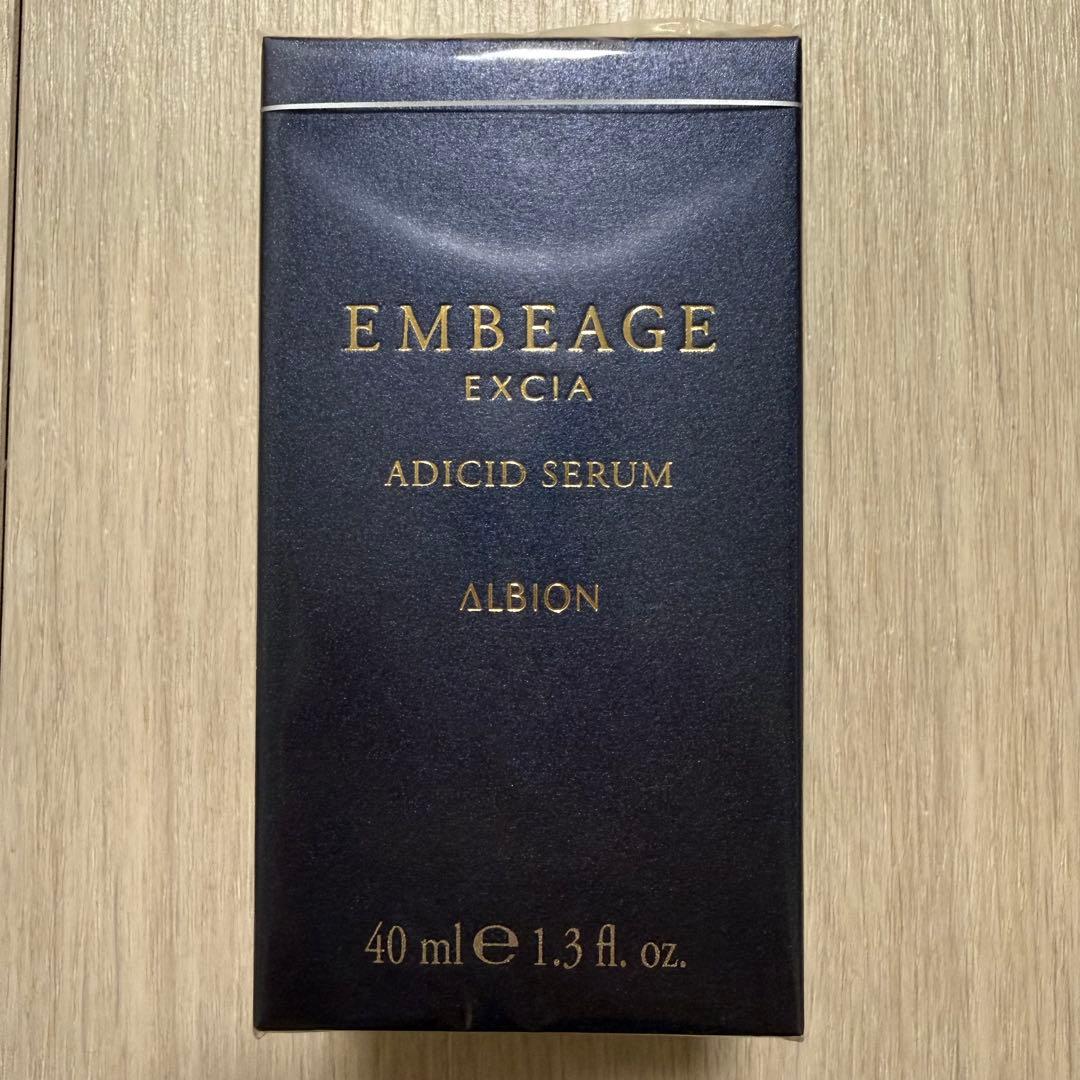 EMBEAGE
EXCIA
ADICID SERUM
ALBION
40 ml ℮ 1.3 fl. oz.